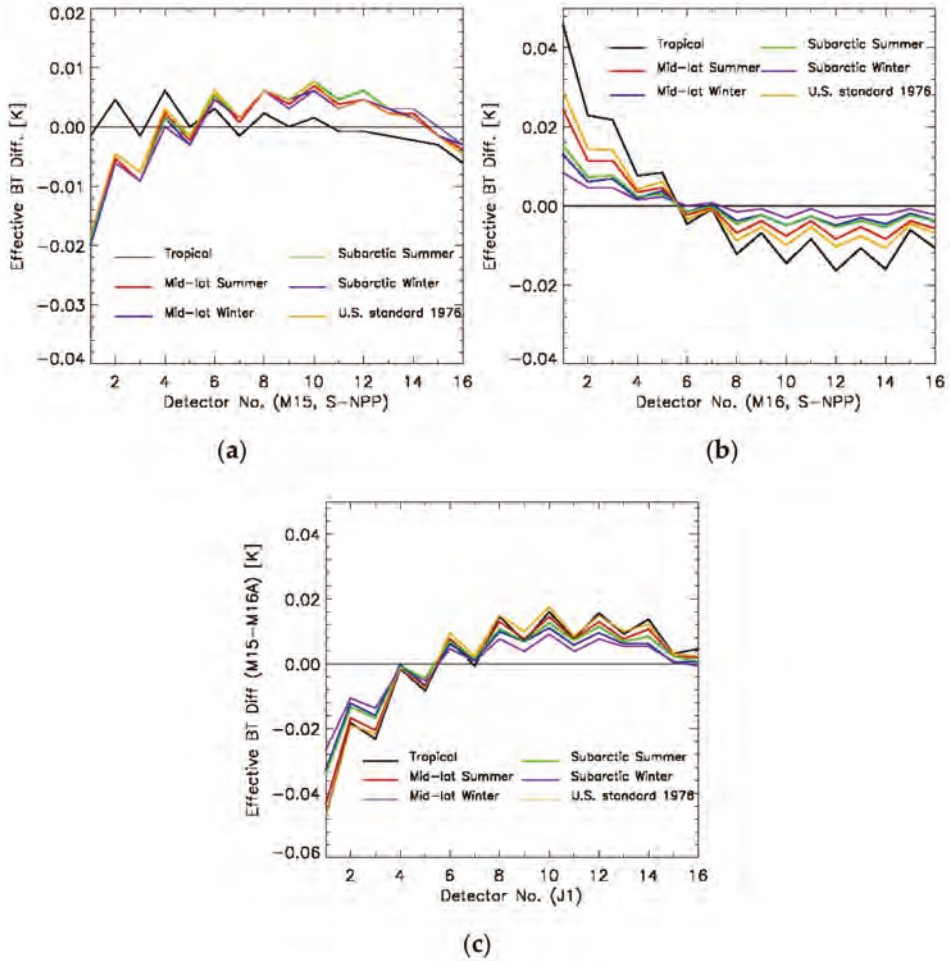 0.02
0.01
0.00
-0.01
-0.02
-0.03
-0.04
Effective BT Diff. [K]
Tropical
Mid-lat Summer
Mid-lat Winter
Subarctic Summer
Subarctic Winter
U.S. standard 1976
2 4 6 8 10 12 14 16
Detector No. (M15, S-NPP)
(a)
0.04
0.02
0.00
-0.02
-0.04
Effective BT Diff. [K]
Tropical
Mid-lat Summer
Mid-lat Winter
Subarctic Summer
Subarctic Winter
U.S. standard 1976
2 4 6 8 10 12 14 16
Detector No. (M16, S-NPP)
(b)
0.04
0.02
0.00
-0.02
-0.04
-0.06
Effective BT Diff (M15-M16A) [K]
Tropical
Mid-lat Summer
Mid-lat Winter
Subarctic Summer
Subarctic Winter
U.S. standard 1976
2 4 6 8 10 12 14 16
Detector No. (J1)
(c)